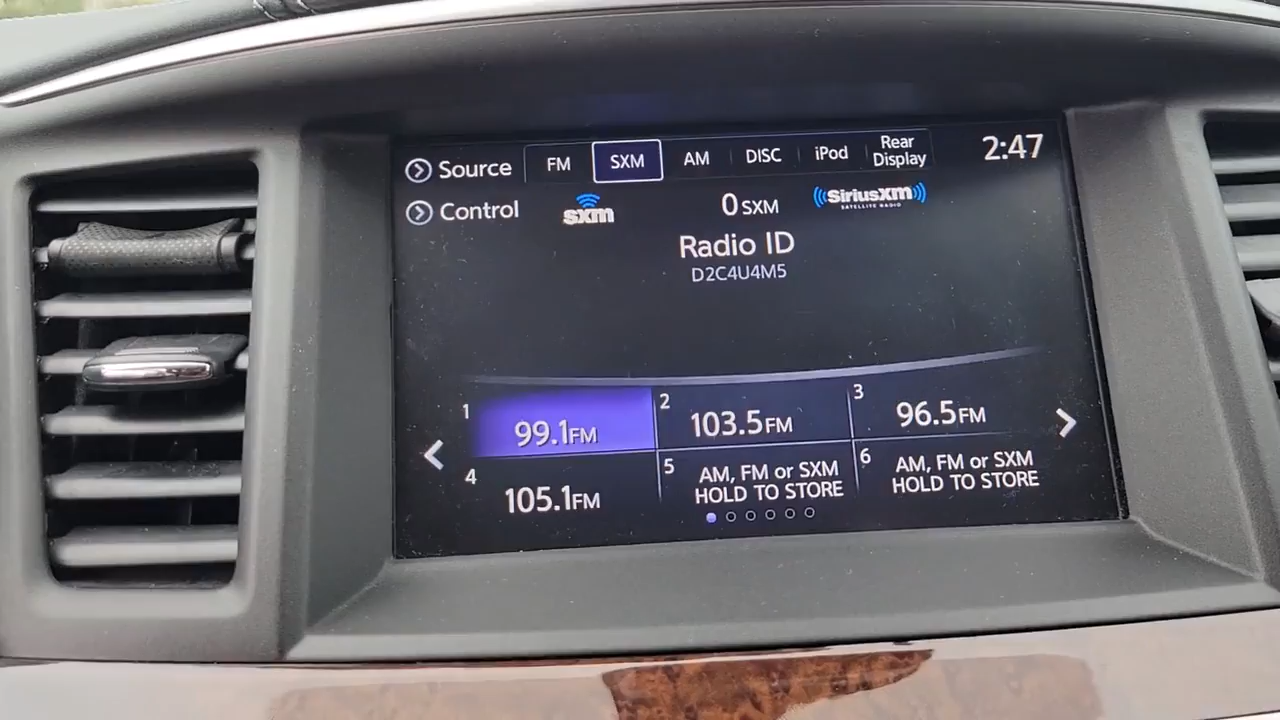 Source FM SXM AM DISC iPod Rear Display 2:47
Control sxm 0 SXM SiriusXM
SATELLITE RADIO
Radio ID
D2C4U4M5
1 99.1FM 2 103.5FM 3 96.5FM
4 105.1FM 5 AM, FM or SXM 6 AM, FM or SXM
HOLD TO STORE HOLD TO STORE